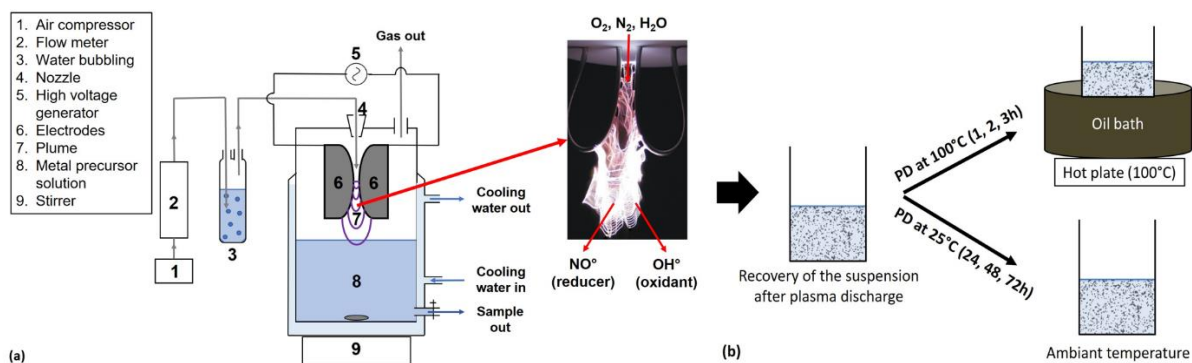 1. Air compressor
2. Flow meter
3. Water bubbling
4. Nozzle
5. High voltage
generator
6. Electrodes
7. Plume
8. Metal precursor
solution
9. Stirrer
Gas out
5
4
6
6
7
2
3
1
8
9
Cooling
water out
Cooling
water in
Sample
out
(a)
O₂, N₂, H₂O
NO°
(reducer)
OH°
(oxidant)
(b)
Recovery of the suspension
after plasma discharge
PD at 100°C (1, 2, 3h)
PD at 25°C (24, 48, 72h)
Oil bath
Hot plate (100°C)
Ambiant temperature